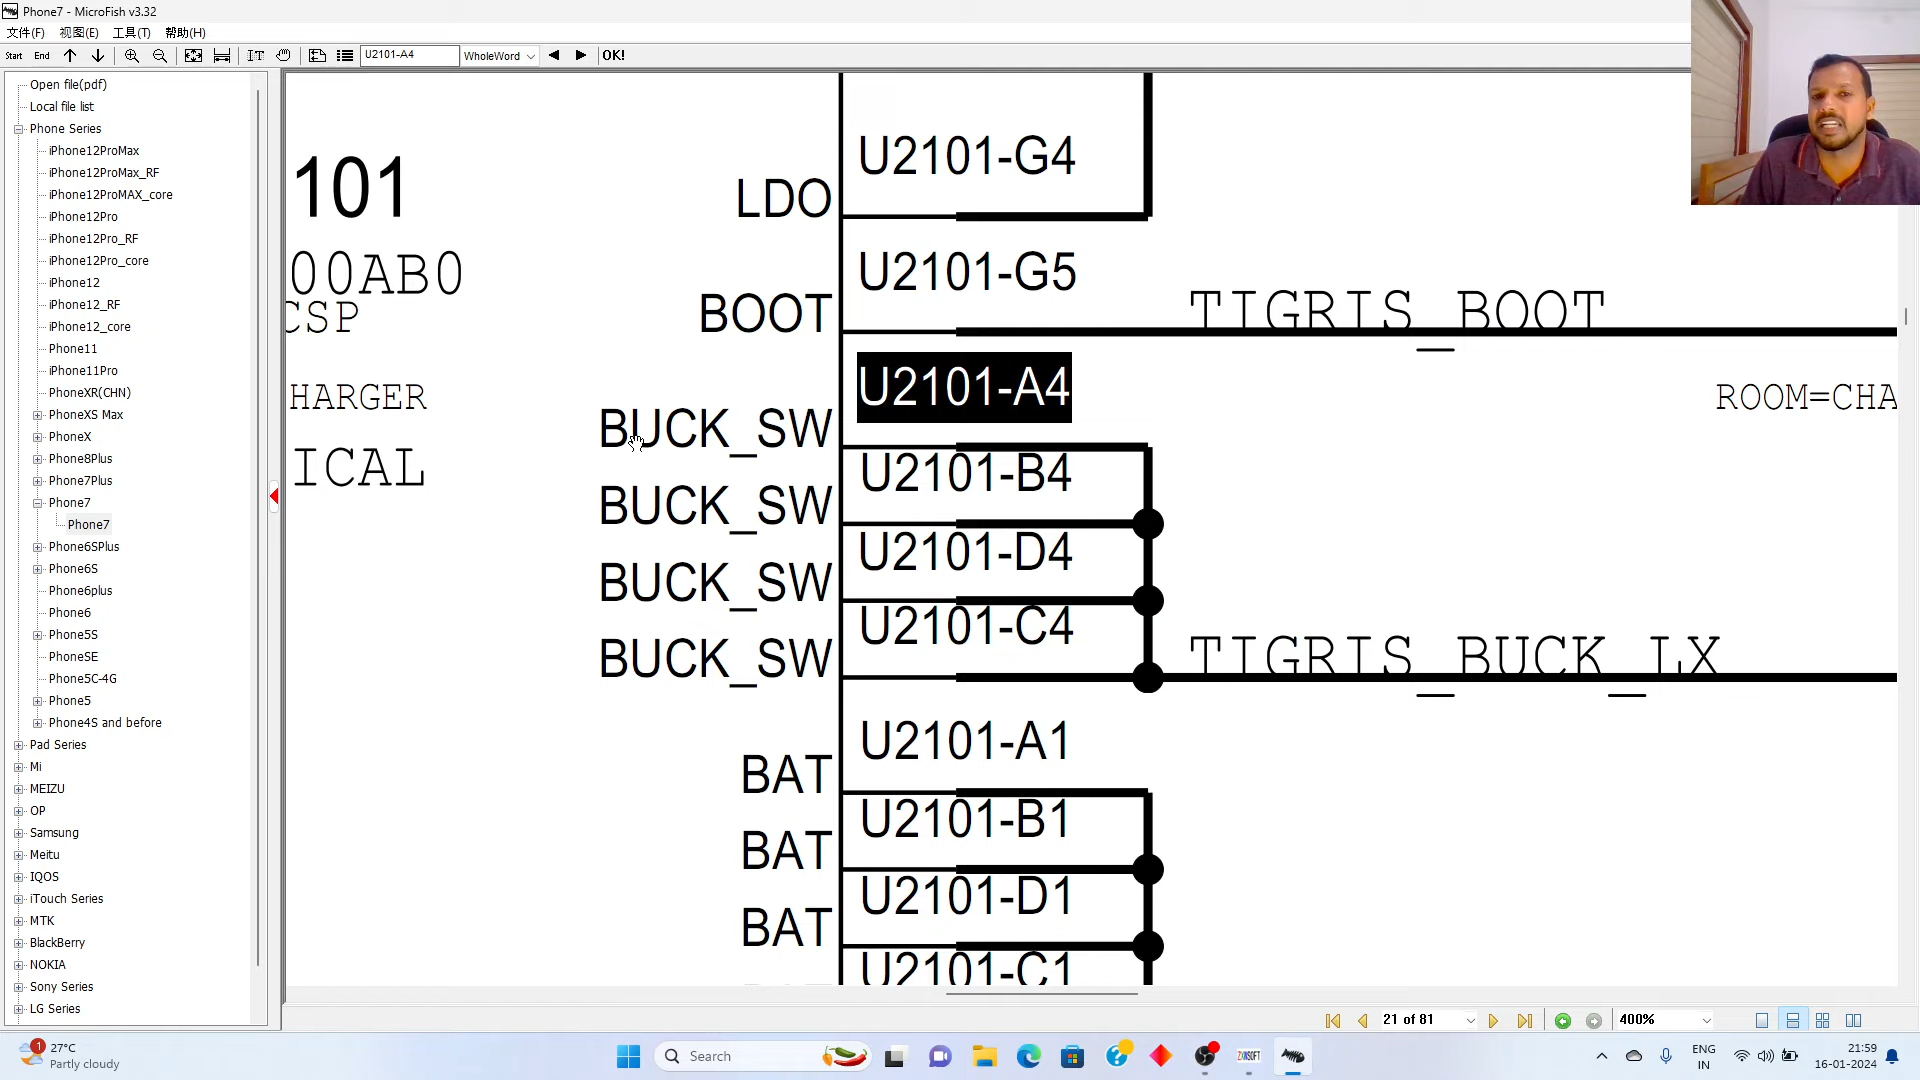 Phone7 - MicroFish v3.32
文件(F) 视图(E) 工具(T) 帮助(H)
Start End U2101-A4 WholeWord OK!
Open file(pdf)
Local file list
Phone Series
iPhone12ProMax
iPhone12ProMax_RF
iPhone12ProMAX_core
iPhone12Pro
iPhone12Pro_RF
iPhone12Pro_core
iPhone12
iPhone12_RF
iPhone12_core
Phone11
iPhone11Pro
PhoneXR(CHN)
PhoneXS Max
PhoneX
Phone8Plus
Phone7Plus
Phone7
Phone7
Phone6SPlus
Phone6S
Phone6plus
Phone6
Phone5S
PhoneSE
Phone5C-4G
Phone5
Phone4S and before
Pad Series
Mi
MEIZU
OP
Samsung
Meitu
IQOS
iTouch Series
MTK
BlackBerry
NOKIA
Sony Series
LG Series
101
00AB0
CSP
HARGER
ICAL
U2101-G4
LDO
U2101-G5
BOOT
TIGRIS_BOOT
U2101-A4
ROOM=CHA
BUCK_SW
U2101-B4
BUCK_SW
U2101-D4
BUCK_SW
U2101-C4
BUCK_SW
TIGRIS_BUCK_LX
U2101-A1
BAT
U2101-B1
BAT
U2101-D1
BAT
U2101-C1
21 of 81
400%
1
27°C
Partly cloudy
Search
ZXWSOFT
ENG
IN
21:59
16-01-2024